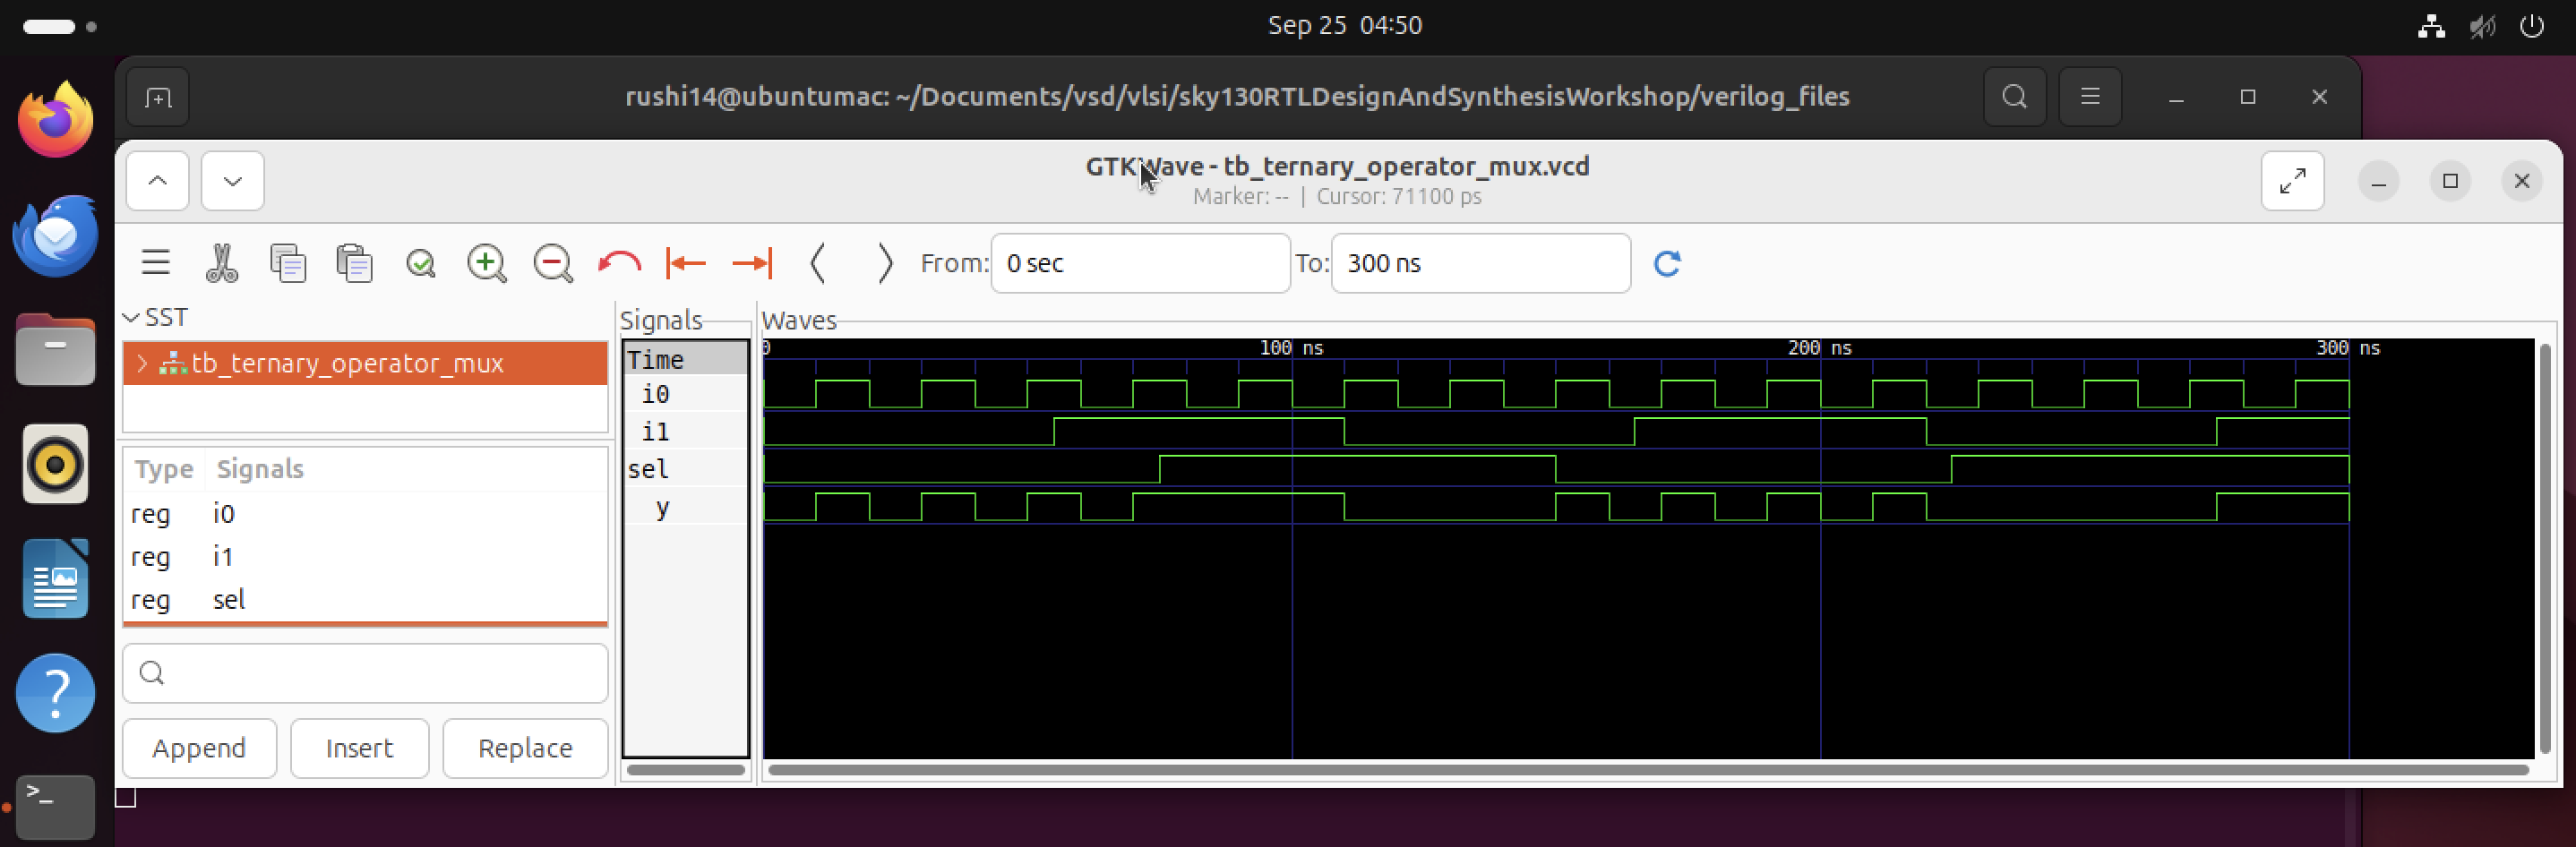 Sep 25 04:50
rushi14@ubuntumac: ~/Documents/vsd/vlsi/sky130RTLDesignAndSynthesisWorkshop/verilog_files
GTKWave - tb_ternary_operator_mux.vcd
Marker: -- | Cursor: 71100 ps
From: 0 sec To: 300 ns
SST
tb_ternary_operator_mux
Type Signals
reg i0
reg i1
reg sel
Append Insert Replace
Signals
Time
i0
i1
sel
y
Waves
0 100 ns 200 ns 300 ns